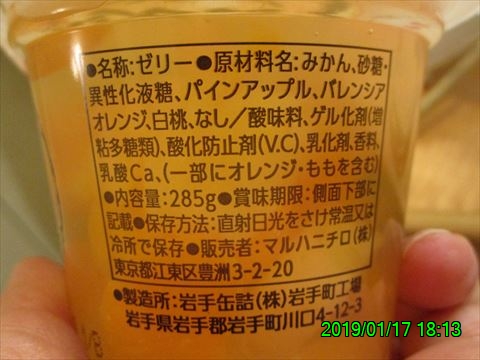 ●名称:ゼリー●原材料名:みかん、砂糖・
異性化液糖、パインアップル、バレンシア
オレンジ、白桃、なし/酸味料、ゲル化剤(増
粘多糖類)、酸化防止剤(V.C)、乳化剤、香料、
乳酸Ca、(一部にオレンジ・ももを含む)
●内容量:285g●賞味期限:側面下部に
記載●保存方法:直射日光をさけ常温又は
冷所で保存●販売者:マルハニチロ(株)
東京都江東区豊洲3-2-20
●製造所:岩手缶詰(株)岩手町工場
岩手県岩手郡岩手町川口4-12-3
2019/01/17 18:13